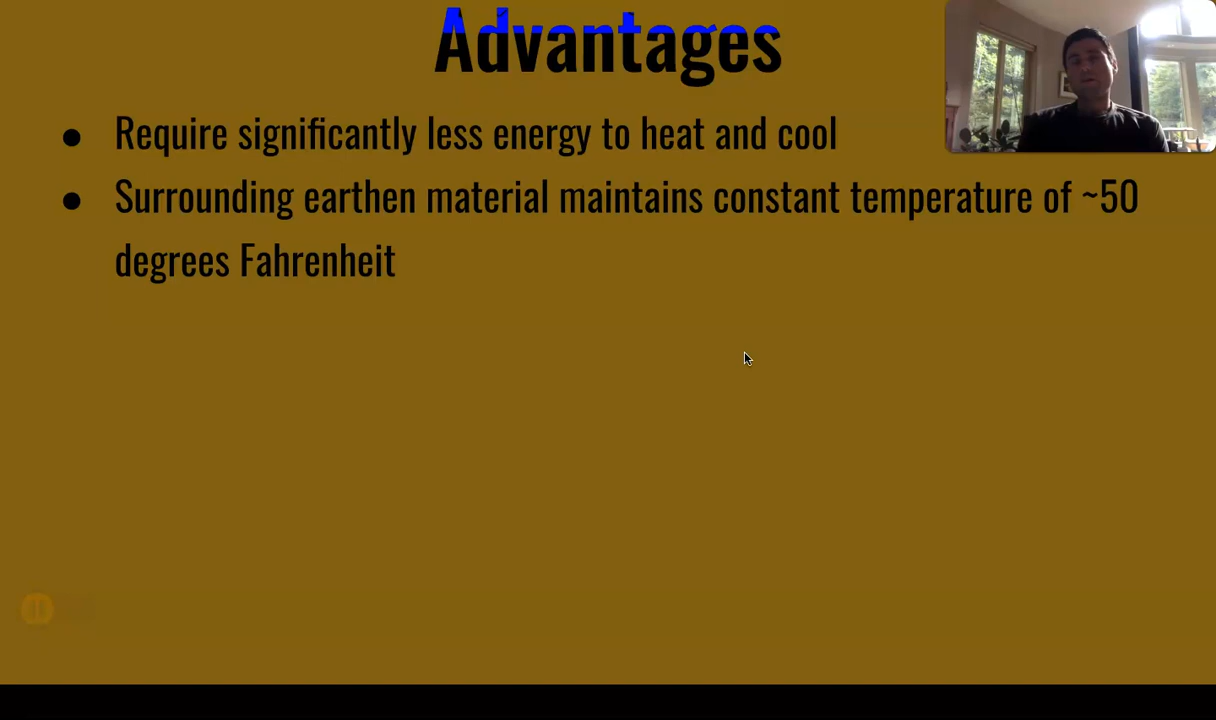 Advantages
● Require significantly less energy to heat and cool
● Surrounding earthen material maintains constant temperature of ~50
degrees Fahrenheit